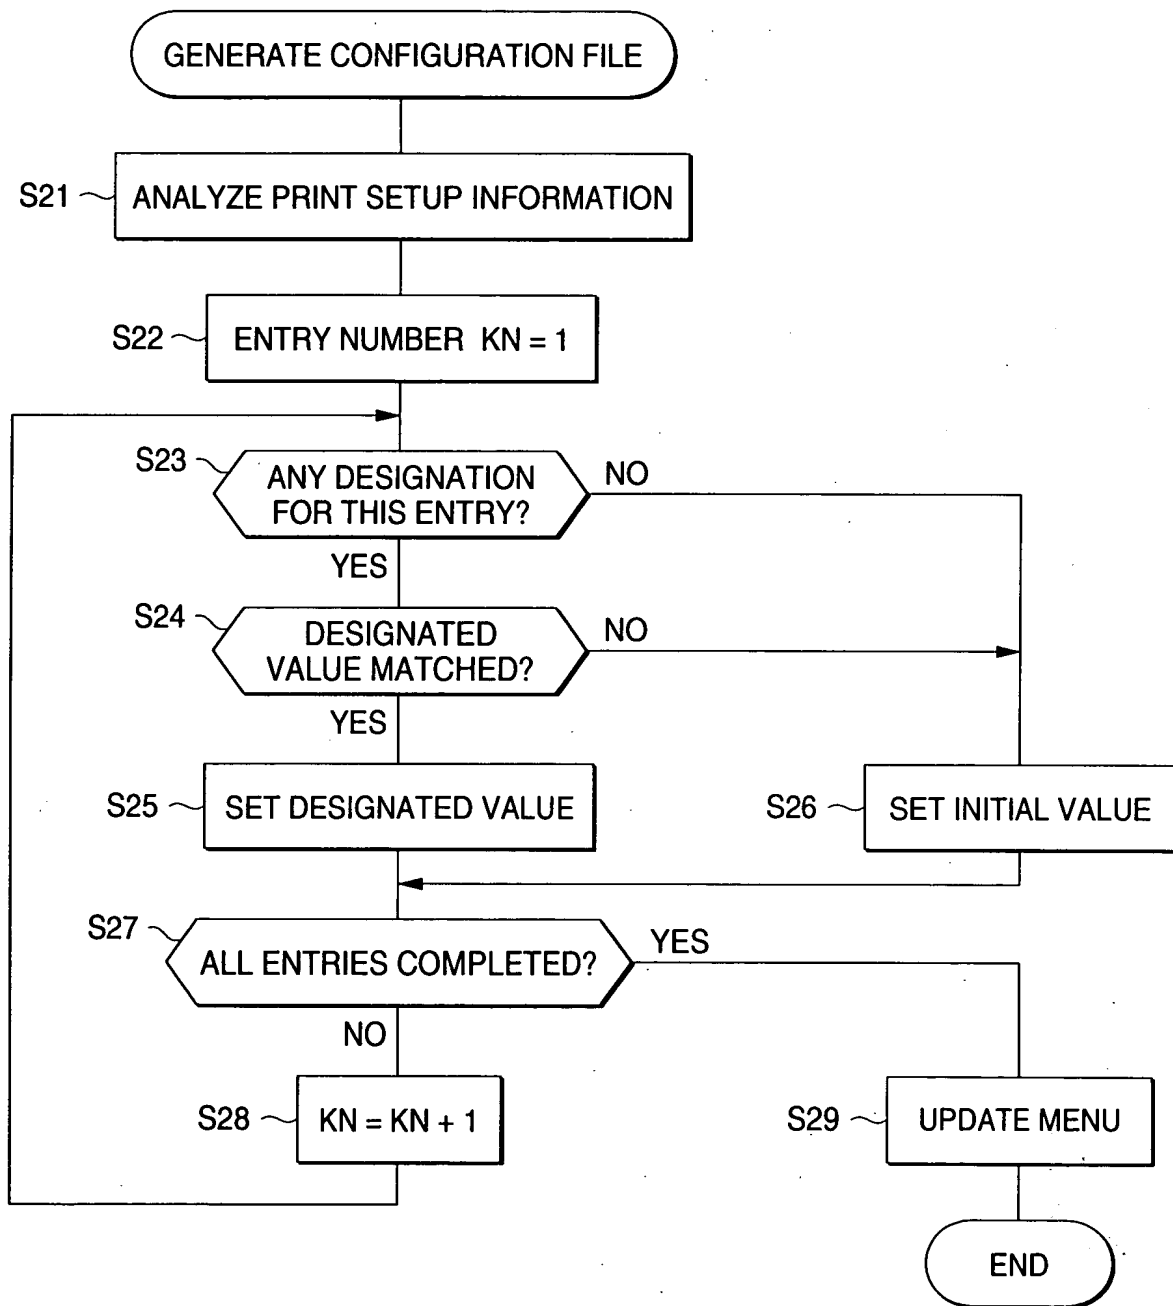 GENERATE CONFIGURATION FILE
S21
ANALYZE PRINT SETUP INFORMATION
S22
ENTRY NUMBER KN = 1
S23
ANY DESIGNATION
FOR THIS ENTRY?
NO
YES
S24
DESIGNATED
VALUE MATCHED?
NO
YES
S25
SET DESIGNATED VALUE
S26
SET INITIAL VALUE
S27
ALL ENTRIES COMPLETED?
YES
NO
S28
KN = KN + 1
S29
UPDATE MENU
END